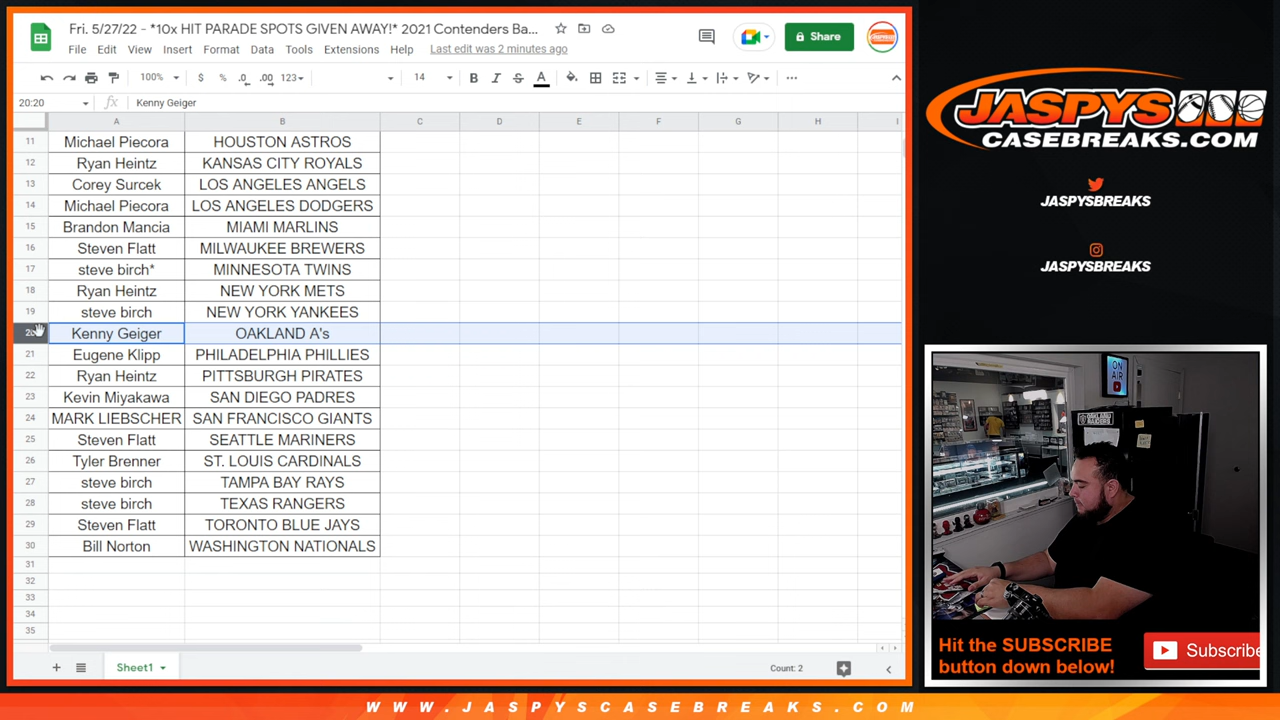 Fri. 5/27/22 - *10x HIT PARADE SPOTS GIVEN AWAY!* 2021 Contenders Ba...
File Edit View Insert Format Data Tools Extensions Help Last edit was 2 minutes ago
Share
100% $ % .0 .00 123 14 B I S A
20:20 fx Kenny Geiger
A B C D E F G H I
11 Michael Piecora HOUSTON ASTROS
12 Ryan Heintz KANSAS CITY ROYALS
13 Corey Surcek LOS ANGELES ANGELS
14 Michael Piecora LOS ANGELES DODGERS
15 Brandon Mancia MIAMI MARLINS
16 Steven Flatt MILWAUKEE BREWERS
17 steve birch* MINNESOTA TWINS
18 Ryan Heintz NEW YORK METS
19 steve birch NEW YORK YANKEES
Kenny Geiger OAKLAND A's
21 Eugene Klipp PHILADELPHIA PHILLIES
22 Ryan Heintz PITTSBURGH PIRATES
23 Kevin Miyakawa SAN DIEGO PADRES
24 MARK LIEBSCHER SAN FRANCISCO GIANTS
25 Steven Flatt SEATTLE MARINERS
26 Tyler Brenner ST. LOUIS CARDINALS
27 steve birch TAMPA BAY RAYS
28 steve birch TEXAS RANGERS
29 Steven Flatt TORONTO BLUE JAYS
30 Bill Norton WASHINGTON NATIONALS
31
32
33
34
35
Sheet1 Count: 2
JASPYS
CASEBREAKS.COM
JASPYSBREAKS
JASPYSBREAKS
ON
AIR
OAKLAND
RAIDERS
Hit the SUBSCRIBE
button down below!
Subscribe
WWW.JASPYSCASEBREAKS.COM